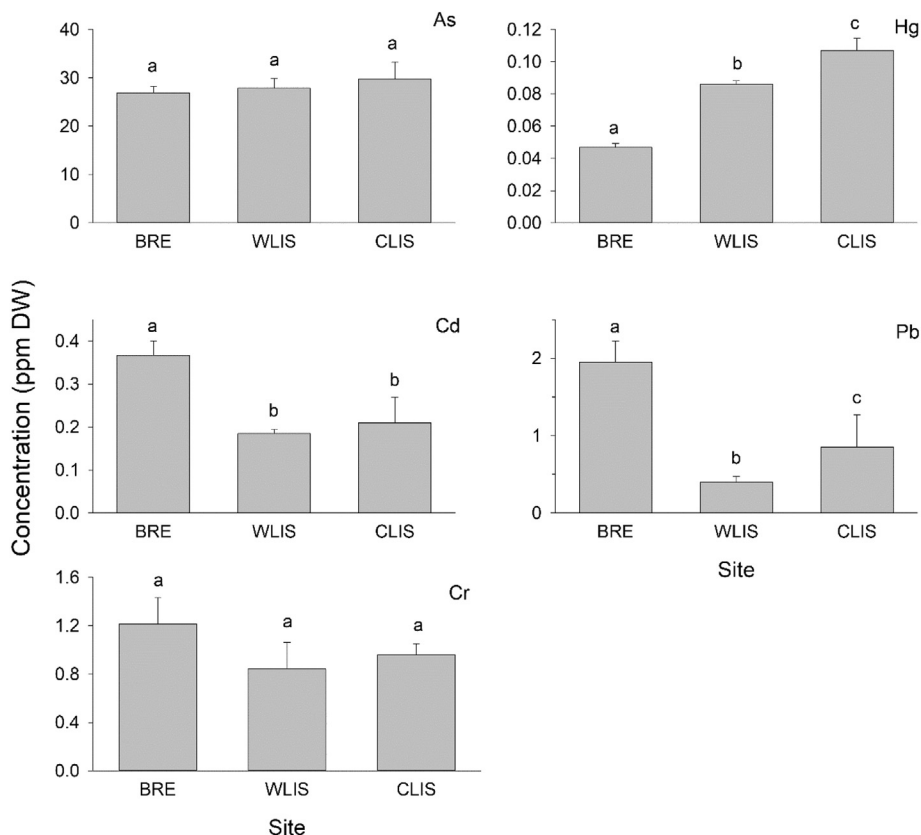 As
40
30
20
10
0
a a a
BRE WLIS CLIS
Hg
0.12
0.10
0.08
0.06
0.04
0.02
0.00
a b c
BRE WLIS CLIS
Concentration (ppm DW)
Cd
0.4
0.3
0.2
0.1
0.0
a b b
BRE WLIS CLIS
Pb
2
1
0
a b c
BRE WLIS CLIS
Site
Cr
1.6
1.2
0.8
0.4
0.0
a a a
BRE WLIS CLIS
Site